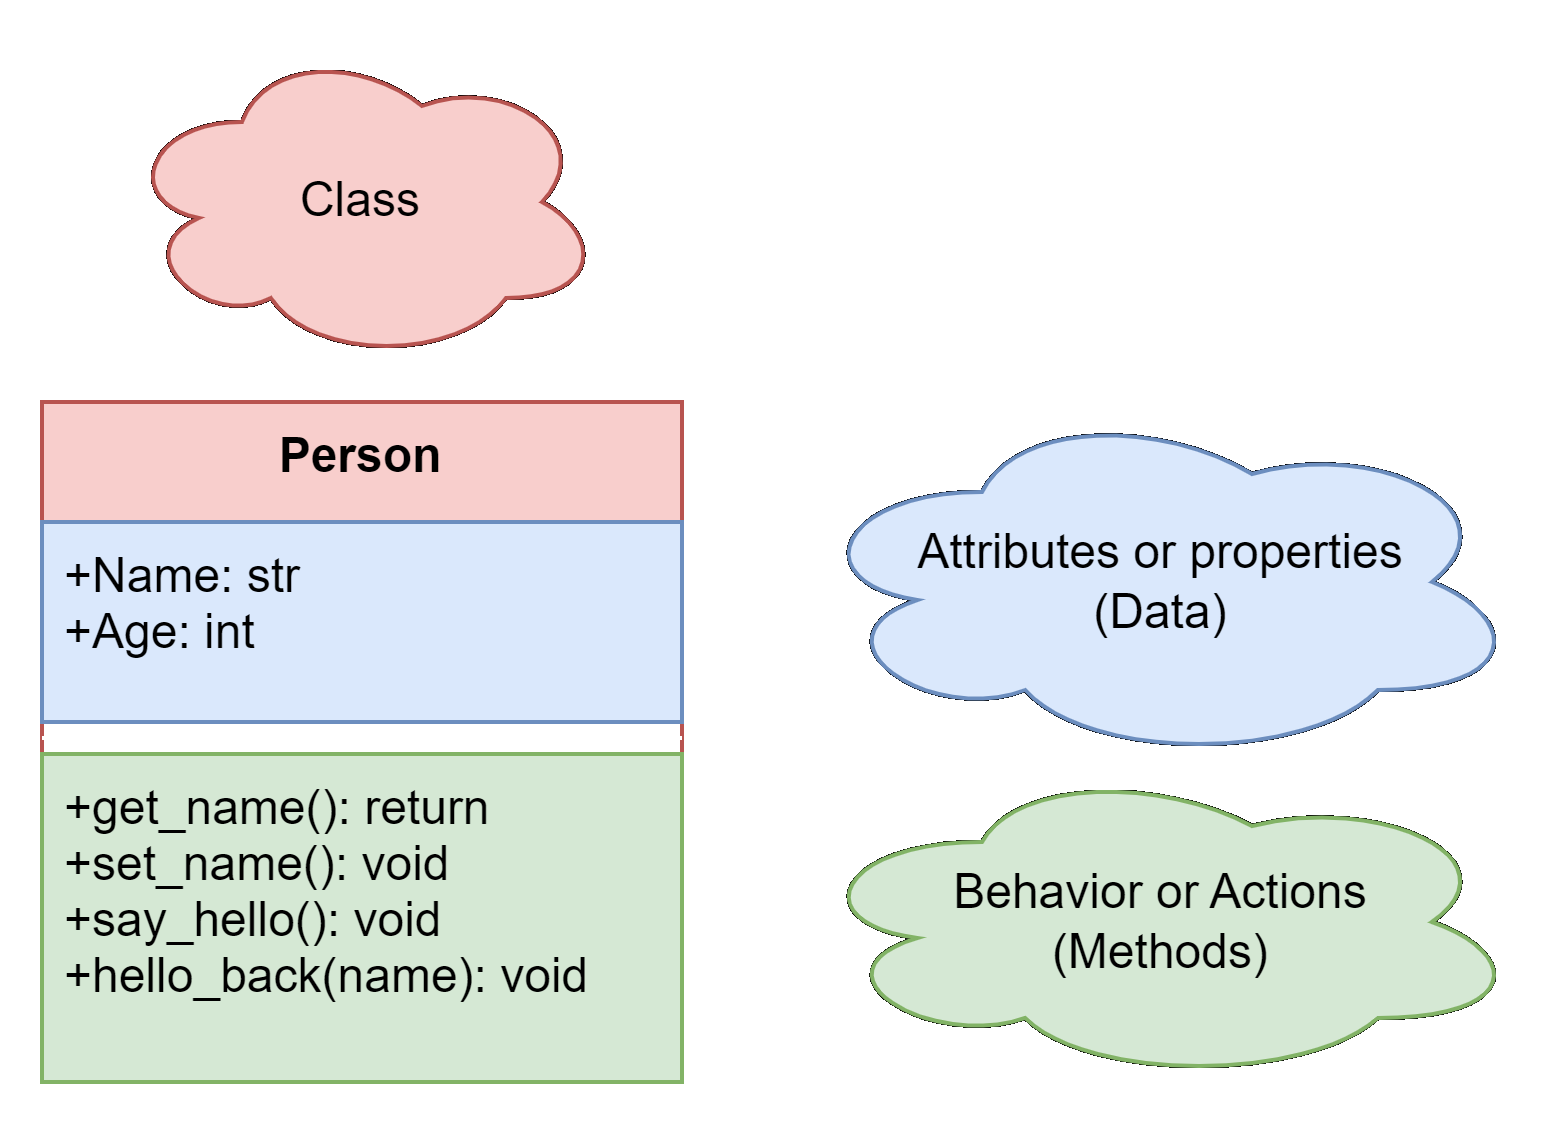 Class
Person
+Name: str
+Age: int
+get_name(): return
+set_name(): void
+say_hello(): void
+hello_back(name): void
Attributes or properties
(Data)
Behavior or Actions
(Methods)